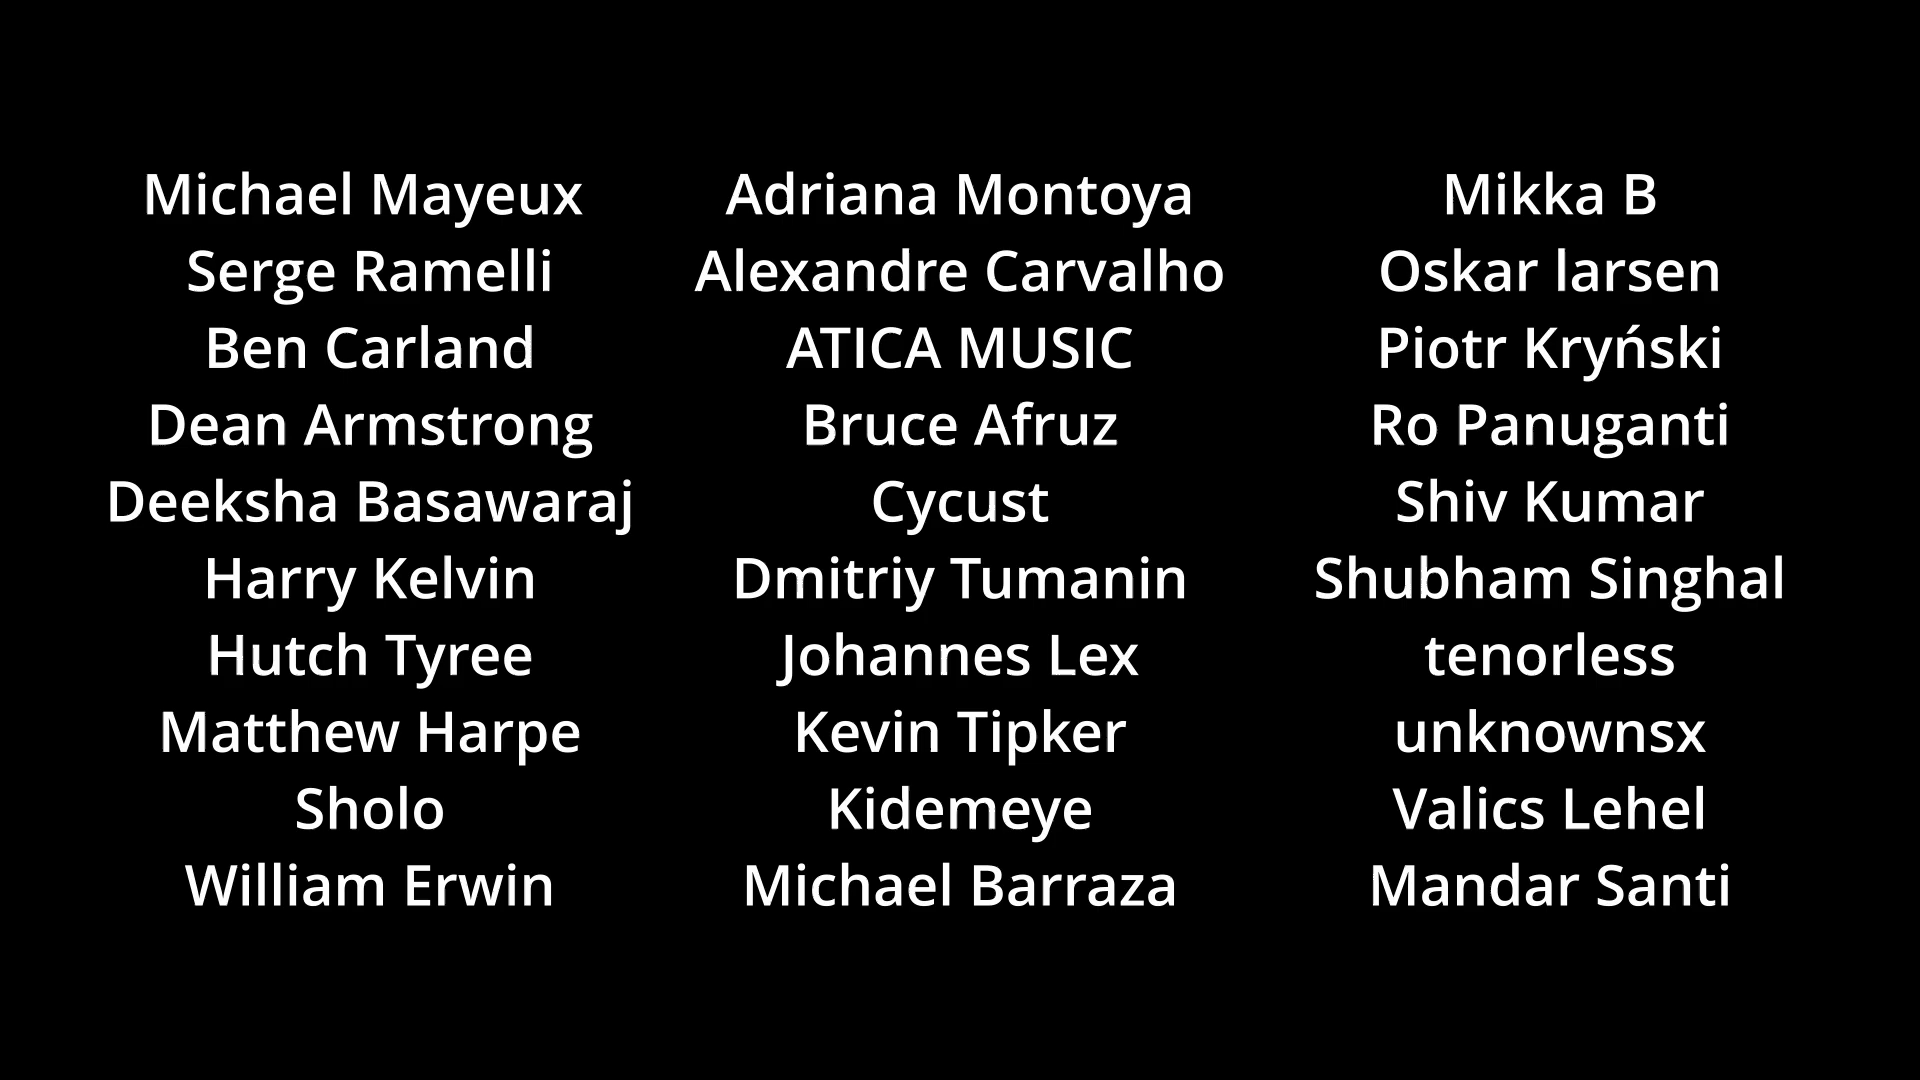 Michael Mayeux
Serge Ramelli
Ben Carland
Dean Armstrong
Deeksha Basawaraj
Harry Kelvin
Hutch Tyree
Matthew Harpe
Sholo
William Erwin
Adriana Montoya
Alexandre Carvalho
ATICA MUSIC
Bruce Afruz
Cycust
Dmitriy Tumanin
Johannes Lex
Kevin Tipker
Kidemeye
Michael Barraza
Mikka B
Oskar larsen
Piotr Kryński
Ro Panuganti
Shiv Kumar
Shubham Singhal
tenorless
unknownsx
Valics Lehel
Mandar Santi